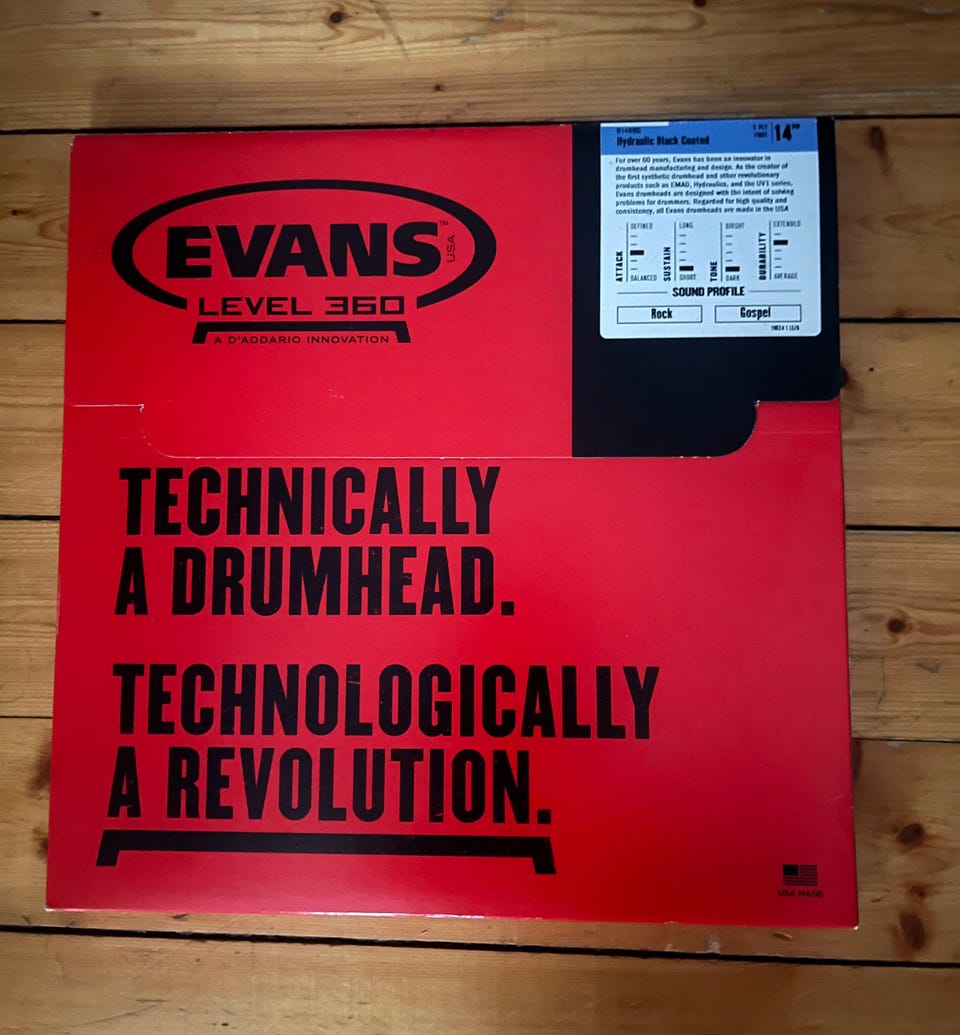 EVANS™
USA
LEVEL 360
A D'ADDARIO INNOVATION
Hydraulic Black Coated
2 PLY
14"
For over 60 years, Evans has been an innovator in
drumhead manufacturing and design. As the creator of
the first synthetic drumhead and other revolutionary
products such as EMAD, Hydraulics, and the UV1 series,
Evans drumheads are designed with the intent of solving
problems for drummers. Regarded for high quality and
consistency, all Evans drumheads are made in the USA
ATTACK
DEFINED
BALANCED
SUSTAIN
LONG
SHORT
TONE
BRIGHT
DARK
DURABILITY
EXTENDED
AVERAGE
SOUND PROFILE
Rock
Gospel
TECHNICALLY
A DRUMHEAD.
TECHNOLOGICALLY
A REVOLUTION.
USA MADE